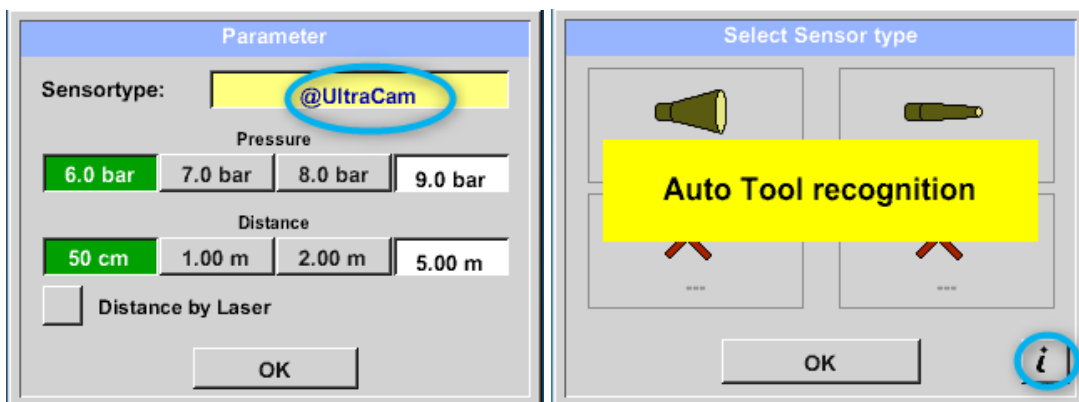 Parameter
Sensortype: @UltraCam
Pressure
6.0 bar 7.0 bar 8.0 bar 9.0 bar
Distance
50 cm 1.00 m 2.00 m 5.00 m
Distance by Laser
OK
Select Sensor type
Auto Tool recognition
--- ---
OK i